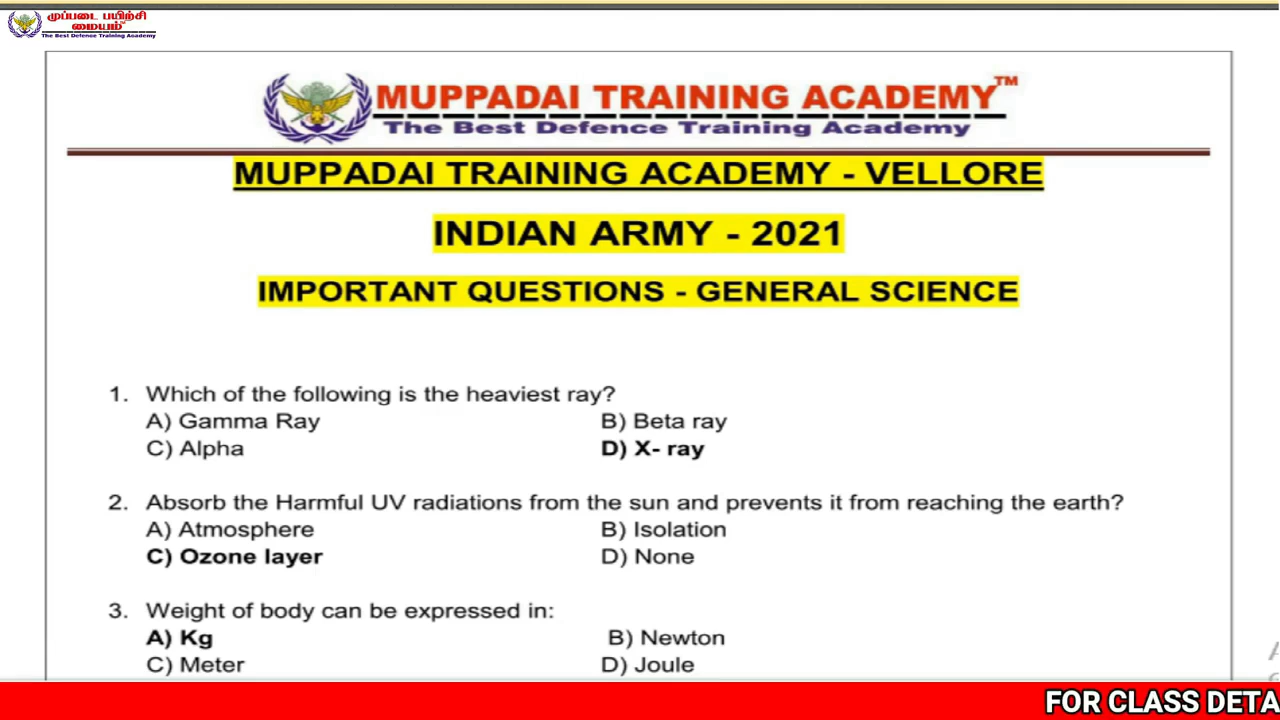 முப்படை பயிற்சி
மையம்
The Best Defence Training Academy
MUPPADAI TRAINING ACADEMY™
The Best Defence Training Academy
MUPPADAI TRAINING ACADEMY - VELLORE
INDIAN ARMY - 2021
IMPORTANT QUESTIONS - GENERAL SCIENCE
1. Which of the following is the heaviest ray?
A) Gamma Ray B) Beta ray
C) Alpha D) X- ray
2. Absorb the Harmful UV radiations from the sun and prevents it from reaching the earth?
A) Atmosphere B) Isolation
C) Ozone layer D) None
3. Weight of body can be expressed in:
A) Kg B) Newton
C) Meter D) Joule
FOR CLASS DETA